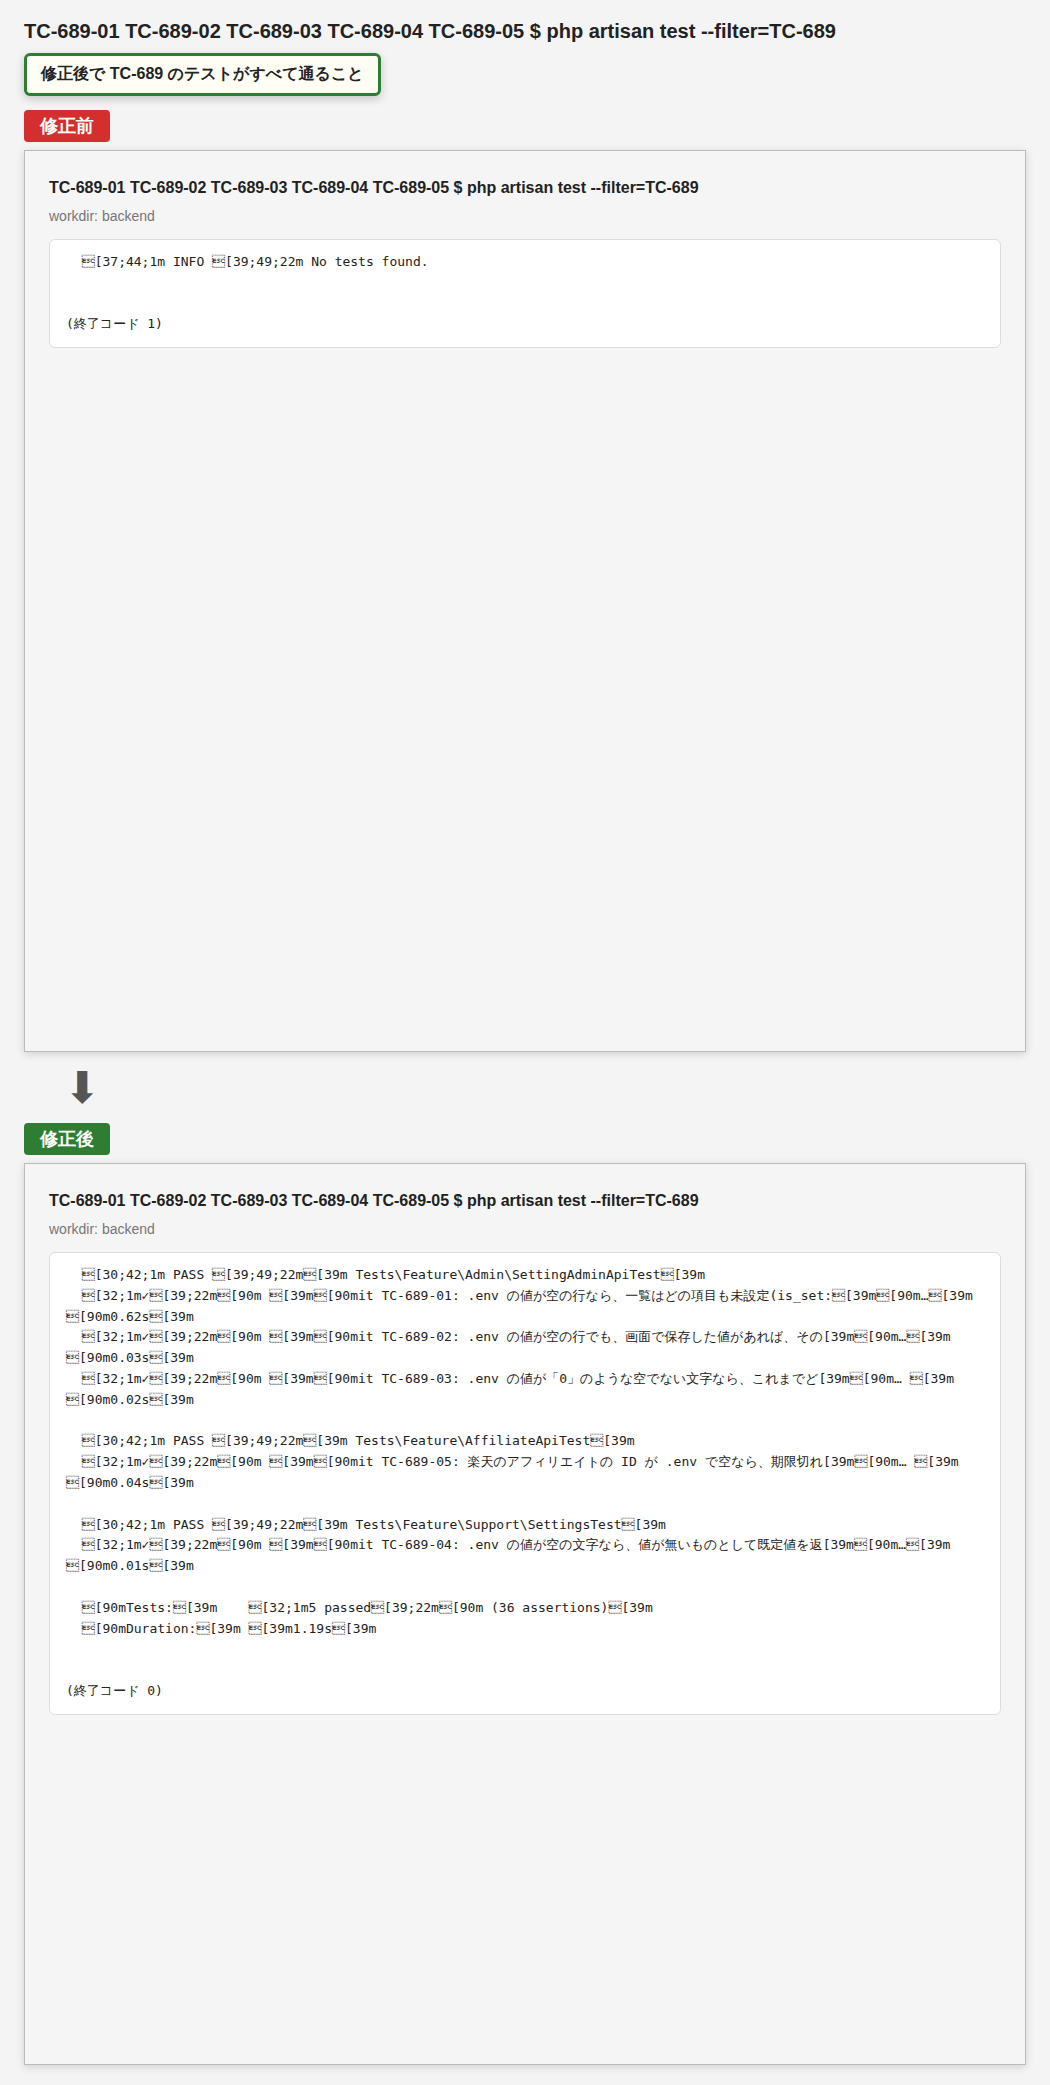 TC-689-01 TC-689-02 TC-689-03 TC-689-04 TC-689-05 $ php artisan test --filter=TC-689
修正後で TC-689 のテストがすべて通ること
修正前
TC-689-01 TC-689-02 TC-689-03 TC-689-04 TC-689-05 $ php artisan test --filter=TC-689
workdir: backend
␛[37;44;1m INFO ␛[39;49;22m No tests found.
(終了コード 1)
⬇
修正後
TC-689-01 TC-689-02 TC-689-03 TC-689-04 TC-689-05 $ php artisan test --filter=TC-689
workdir: backend
␛[30;42;1m PASS ␛[39;49;22m␛[39m Tests\Feature\Admin\SettingAdminApiTest␛[39m
␛[32;1m✓␛[39;22m␛[90m ␛[39m␛[90mit TC-689-01: .env の値が空の行なら、一覧はどの項目も未設定(is_set:␛[39m␛[90m…␛[39m
␛[90m0.62s␛[39m
␛[32;1m✓␛[39;22m␛[90m ␛[39m␛[90mit TC-689-02: .env の値が空の行でも、画面で保存した値があれば、その[39m␛[90m…␛[39m
␛[90m0.03s␛[39m
␛[32;1m✓␛[39;22m␛[90m ␛[39m␛[90mit TC-689-03: .env の値が「0」のような空でない文字なら、これまでど[39m␛[90m… ␛[39m
␛[90m0.02s␛[39m
␛[30;42;1m PASS ␛[39;49;22m␛[39m Tests\Feature\AffiliateApiTest␛[39m
␛[32;1m✓␛[39;22m␛[90m ␛[39m␛[90mit TC-689-05: 楽天のアフィリエイトの ID が .env で空なら、期限切れ[39m␛[90m… ␛[39m
␛[90m0.04s␛[39m
␛[30;42;1m PASS ␛[39;49;22m␛[39m Tests\Feature\Support\SettingsTest␛[39m
␛[32;1m✓␛[39;22m␛[90m ␛[39m␛[90mit TC-689-04: .env の値が空の文字なら、値が無いものとして既定値を返[39m␛[90m…␛[39m
␛[90m0.01s␛[39m
␛[90mTests:␛[39m    ␛[32;1m5 passed␛[39;22m␛[90m (36 assertions)␛[39m
␛[90mDuration:␛[39m ␛[39m1.19s␛[39m
(終了コード 0)